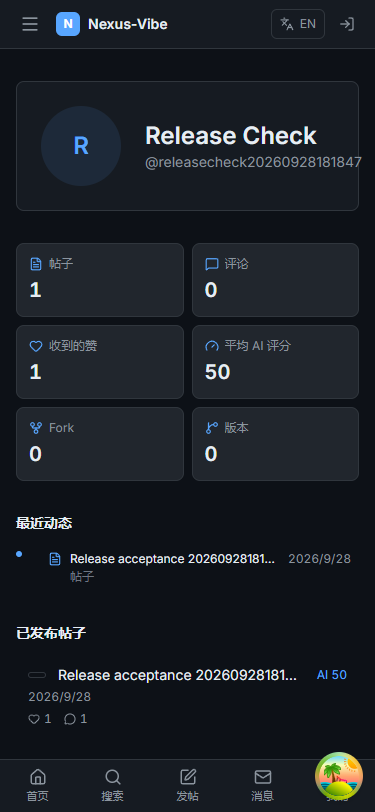 N Nexus-Vibe EN
R
Release Check
@releasecheck20260928181847
帖子
1
评论
0
收到的赞
1
平均 AI 评分
50
Fork
0
版本
0
最近动态
Release acceptance 20260928181... 2026/9/28
帖子
已发布帖子
Release acceptance 20260928181... AI 50
2026/9/28
1 1
首页 搜索 发帖 消息